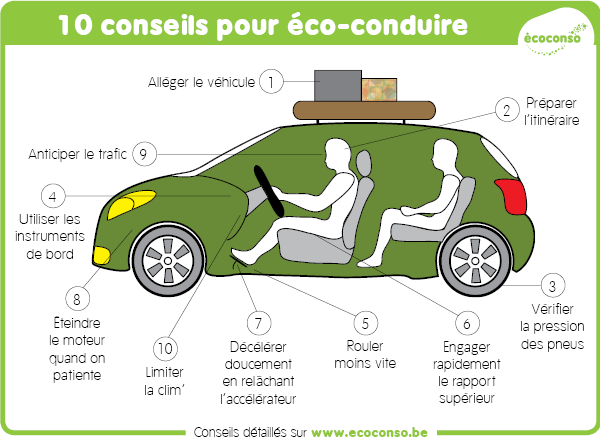 10 conseils pour éco-conduire
écoconso
Alléger le véhicule 1
2 Préparer
l'itinéraire
Anticiper le trafic 9
4
Utiliser les
instruments
de bord
3
Vérifier
la pression
des pneus
8
Éteindre
le moteur
quand on
patiente
10
Limiter
la clim'
7
Décélérer
doucement
en relâchant
l'accélérateur
5
Rouler
moins vite
6
Engager
rapidement
le rapport
supérieur
Conseils détaillés sur www.ecoconso.be